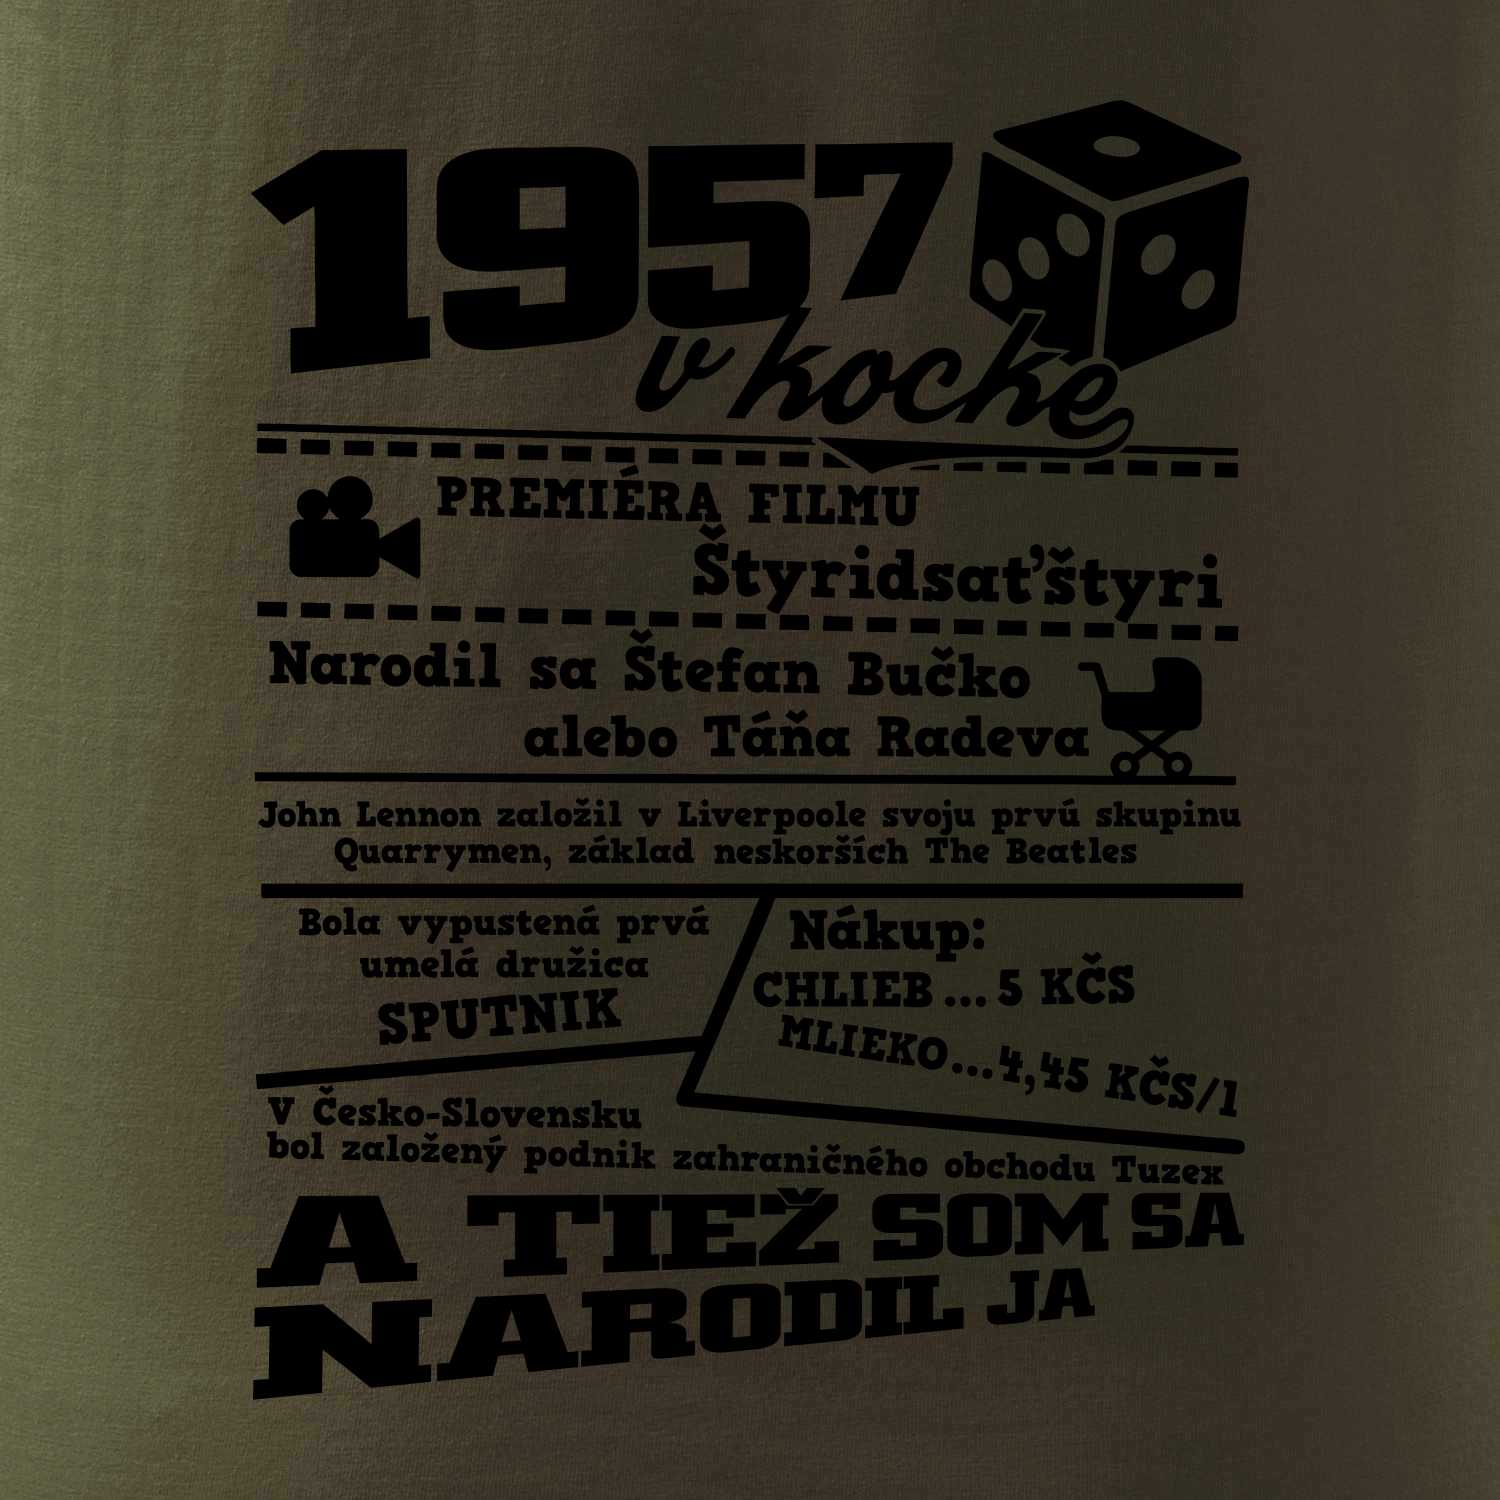 1957
v kocke
PREMIÉRA FILMU
Štyridsaťštyri
Narodil sa Štefan Bučko
alebo Táňa Radeva
John Lennon založil v Liverpoole svoju prvú skupinu
Quarrymen, základ neskorších The Beatles
Bola vypustená prvá
umelá družica
SPUTNIK
Nákup:
CHLIEB ... 5 KČS
MLIEKO ... 4,45 KČS/l
V Česko-Slovensku
bol založený podnik zahraničného obchodu Tuzex
A TIEŽ SOM SA
NARODIL JA